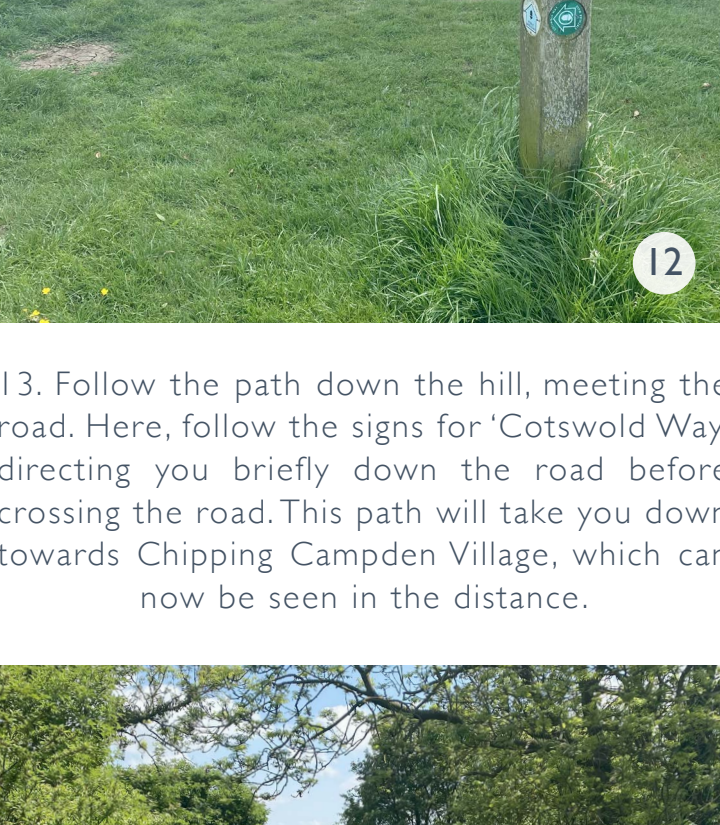 12
13. Follow the path down the hill, meeting the
road. Here, follow the signs for ‘Cotswold Way
directing you briefly down the road before
crossing the road. This path will take you down
towards Chipping Campden Village, which can
now be seen in the distance.